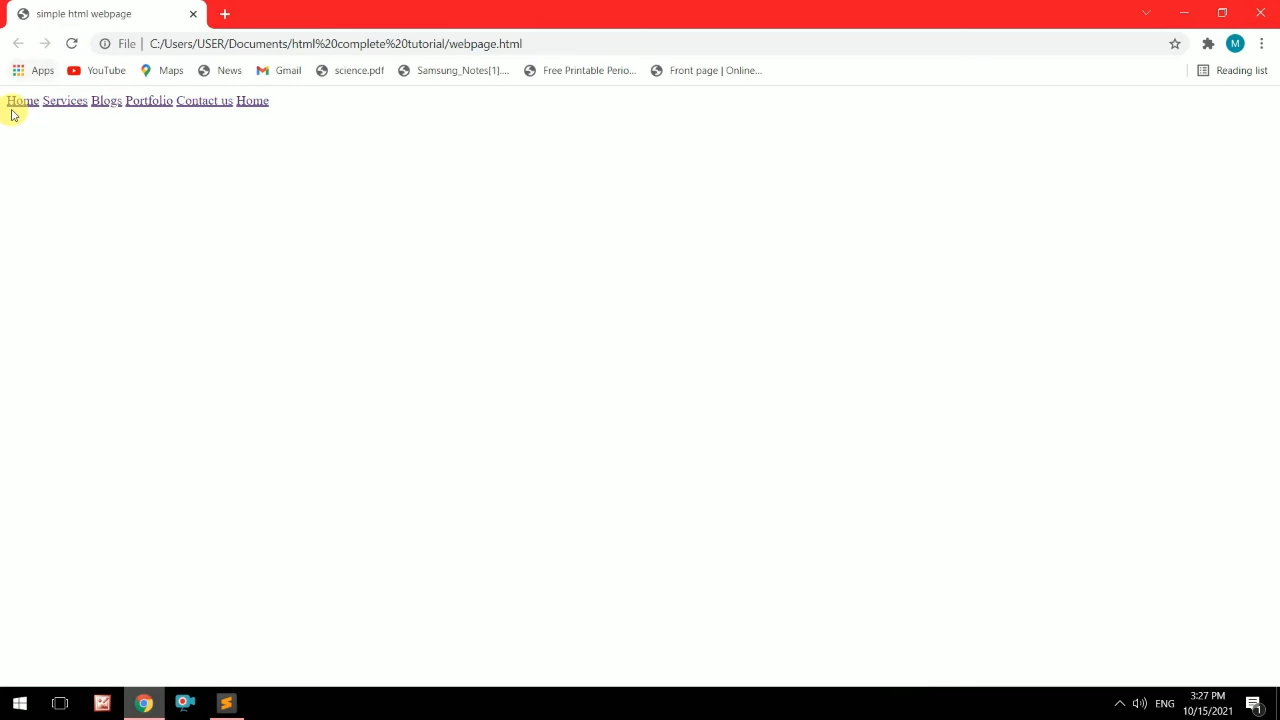 simple html webpage
File C:/Users/USER/Documents/html%20complete%20tutorial/webpage.html M
Apps YouTube Maps News Gmail science.pdf Samsung_Notes[1].... Free Printable Perio... Front page | Online... Reading list
Home Services Blogs Portfolio Contact us Home
ENG 3:27 PM
10/15/2021 1